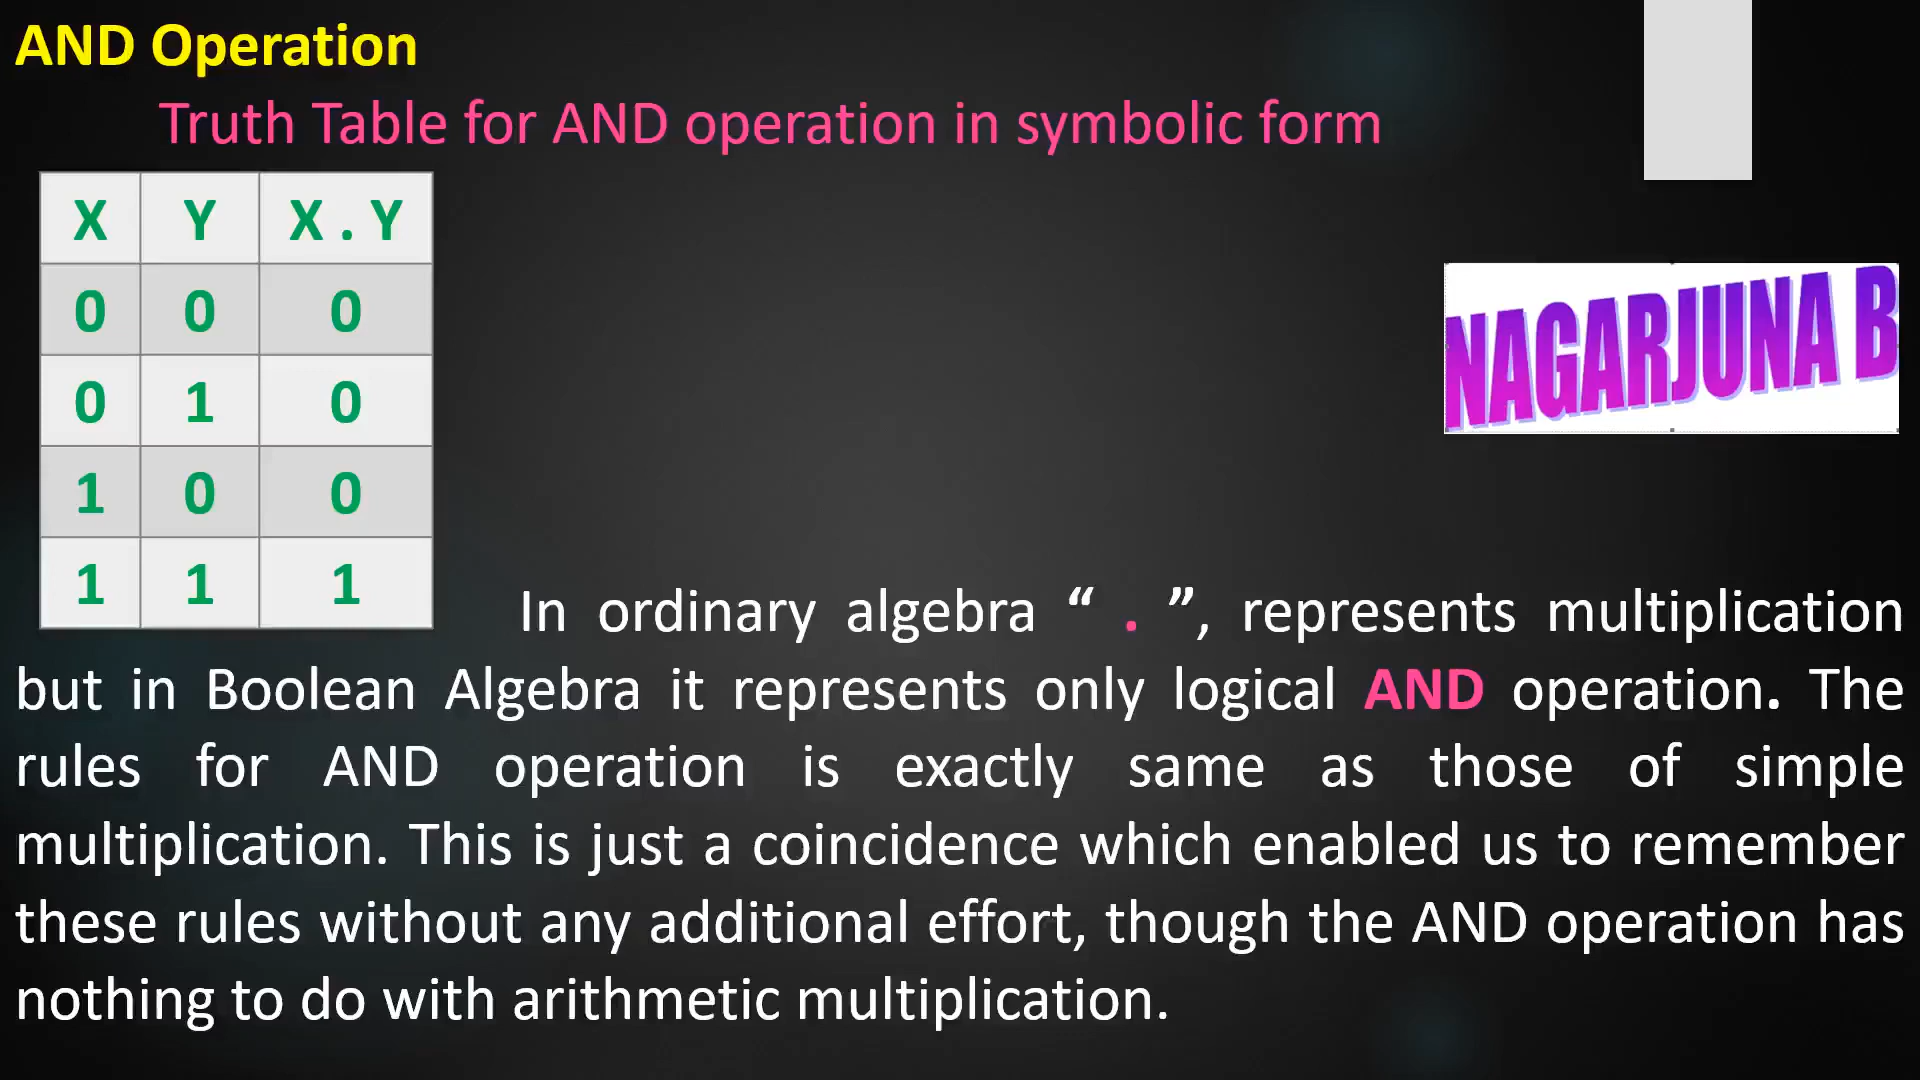 AND Operation
Truth Table for AND operation in symbolic form
X Y X . Y
0 0 0
0 1 0
1 0 0
1 1 1
NAGARJUNA B
In ordinary algebra “ . ”, represents multiplication
but in Boolean Algebra it represents only logical AND operation. The
rules for AND operation is exactly same as those of simple
multiplication. This is just a coincidence which enabled us to remember
these rules without any additional effort, though the AND operation has
nothing to do with arithmetic multiplication.